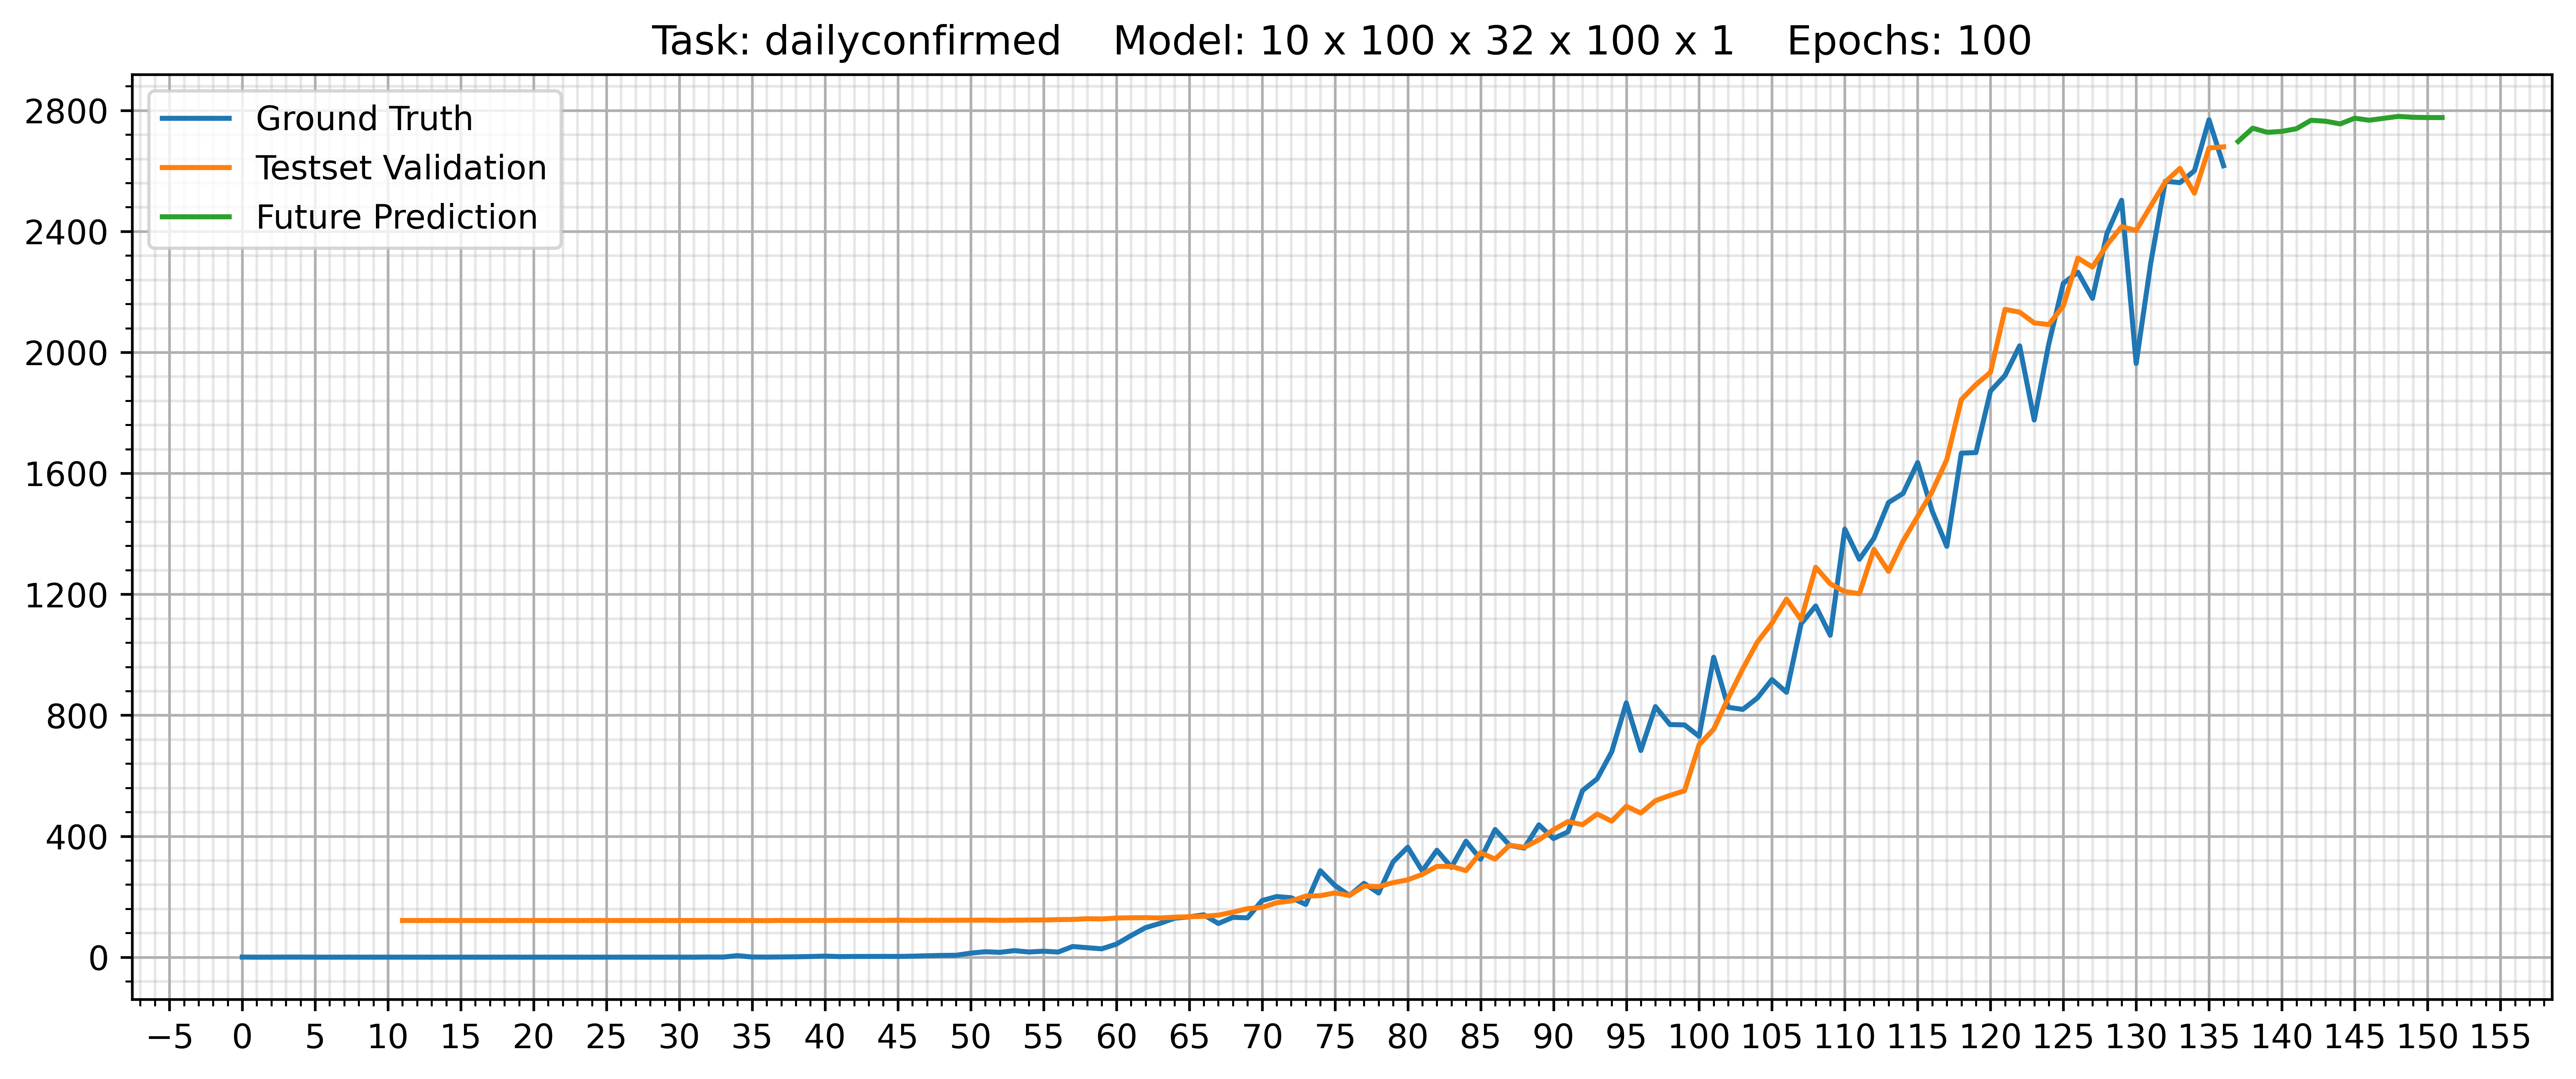 Task: dailyconfirmed    Model: 10 x 100 x 32 x 100 x 1    Epochs: 100
Ground Truth
Testset Validation
Future Prediction
2800
2400
2000
1600
1200
800
400
0
−5 0 5 10 15 20 25 30 35 40 45 50 55 60 65 70 75 80 85 90 95 100 105 110 115 120 125 130 135 140 145 150 155